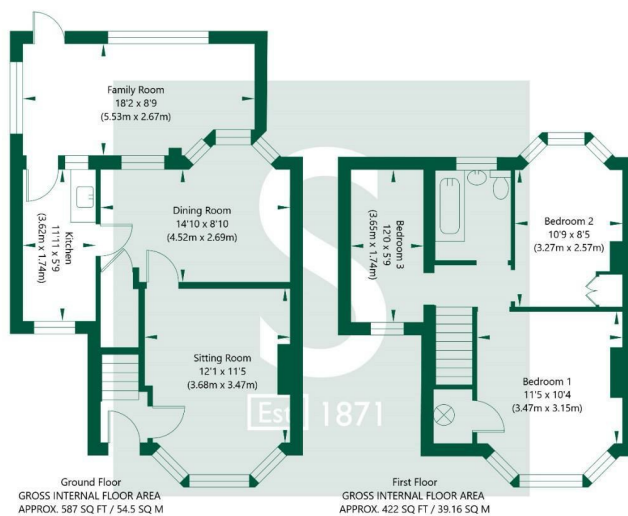 Family Room
18'2 x 8'9
(5.53m x 2.67m)
Dining Room
14'10 x 8'10
(4.52m x 2.69m)
Kitchen
11'11 x 5'9
(3.62m x 1.74m)
Sitting Room
12'1 x 11'5
(3.68m x 3.47m)
Bedroom 3
12'0 x 5'9
(3.65m x 1.74m)
Bedroom 2
10'9 x 8'5
(3.27m x 2.57m)
Bedroom 1
11'5 x 10'4
(3.47m x 3.15m)
S
Est 1871
Ground Floor
GROSS INTERNAL FLOOR AREA
APPROX. 587 SQ FT / 54.5 SQ M
First Floor
GROSS INTERNAL FLOOR AREA
APPROX. 422 SQ FT / 39.16 SQ M